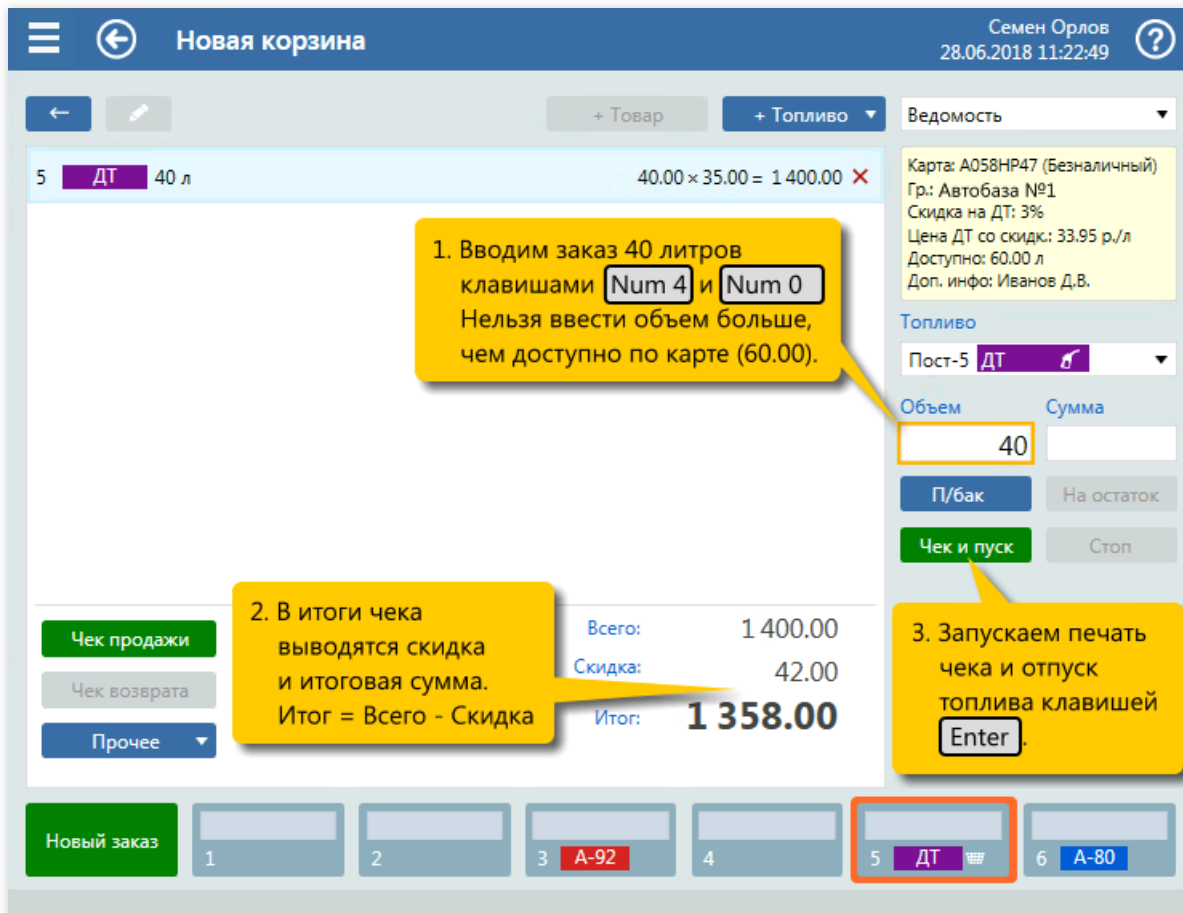 Новая корзина
Семен Орлов
28.06.2018 11:22:49
+ Товар
+ Топливо
Ведомость
5 ДТ 40 л 40.00 × 35.00 = 1 400.00
Карта: А058НР47 (Безналичный)
Гр.: Автобаза №1
Скидка на ДТ: 3%
Цена ДТ со скидк.: 33.95 р./л
Доступно: 60.00 л
Доп. инфо: Иванов Д.В.
1. Вводим заказ 40 литров
клавишами Num 4 и Num 0
Нельзя ввести объем больше,
чем доступно по карте (60.00).
Топливо
Пост-5 ДТ
Объем Сумма
40
П/бак На остаток
Чек и пуск Стоп
Чек продажи
Чек возврата
Прочее
2. В итоги чека
выводятся скидка
и итоговая сумма.
Итог = Всего - Скидка
Всего: 1 400.00
Скидка: 42.00
Итог: 1 358.00
3. Запускаем печать
чека и отпуск
топлива клавишей
Enter.
Новый заказ
1
2
3 А-92
4
5 ДТ
6 А-80